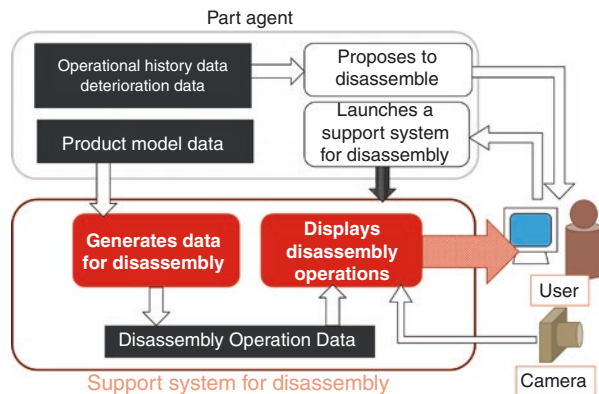 Part agent
Operational history data
deterioration data
Proposes to
disassemble
Product model data
Launches a
support system
for disassembly
Generates data
for disassembly
Displays
disassembly
operations
User
Disassembly Operation Data
Camera
Support system for disassembly